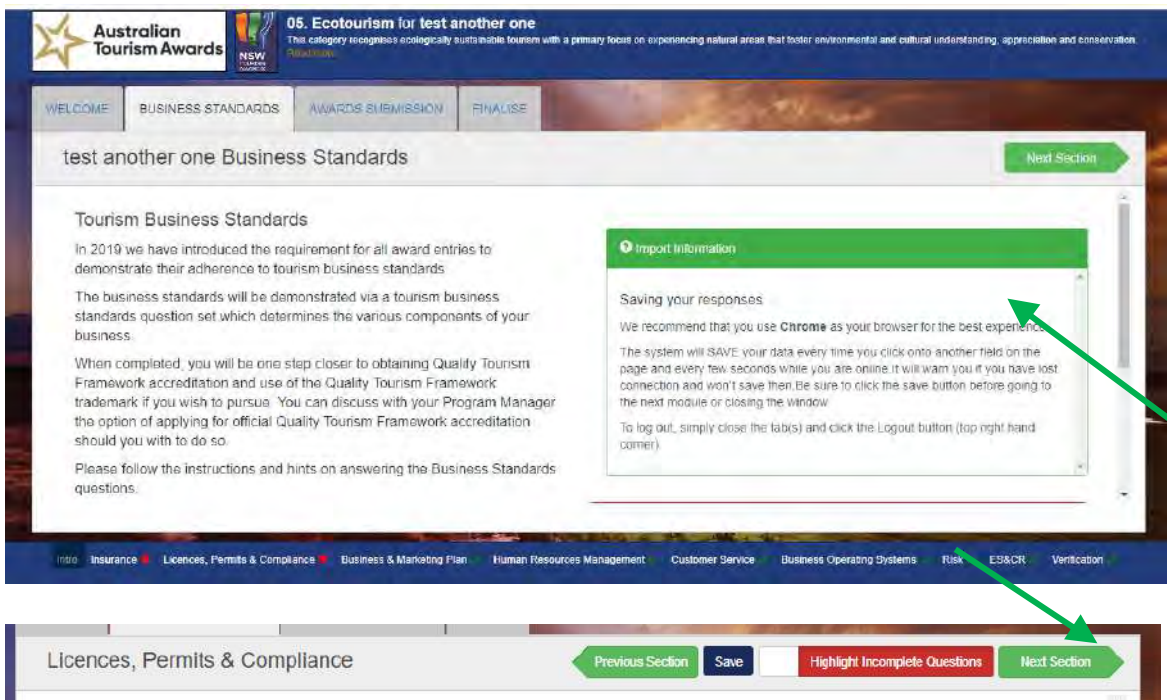 Australian
Tourism Awards
NSW
05. Ecotourism for test another one
This category recognises ecologically sustainable tourism with a primary focus on experiencing natural areas that foster environmental and cultural understanding, appreciation and conservation.
WELCOME
BUSINESS STANDARDS
AWARDS SUBMISSION
FINALISE
test another one Business Standards
Next Section
Tourism Business Standards
In 2019 we have introduced the requirement for all award entries to
demonstrate their adherence to tourism business standards
The business standards will be demonstrated via a tourism business
standards question set which determines the various components of your
business.
When completed, you will be one step closer to obtaining Quality Tourism
Framework accreditation and use of the Quality Tourism Framework
trademark if you wish to pursue. You can discuss with your Program Manager
the option of applying for official Quality Tourism Framework accreditation
should you with to do so.
Please follow the instructions and hints on answering the Business Standards
questions.
Import Information
Saving your responses
We recommend that you use Chrome as your browser for the best experience
The system will SAVE your data every time you click onto another field on the
page and every few seconds while you are online.It will warn you if you have lost
connection and won't save then.Be sure to click the save button before going to
the next module or closing the window
To log out, simply close the tab(s) and click the Logout button (top right hand
corner)
Intro Insurance Licences, Permits & Compliance Business & Marketing Plan Human Resources Management Customer Service Business Operating Systems Risk ES&CR Verification
Licences, Permits & Compliance
Previous Section
Save
Highlight Incomplete Questions
Next Section